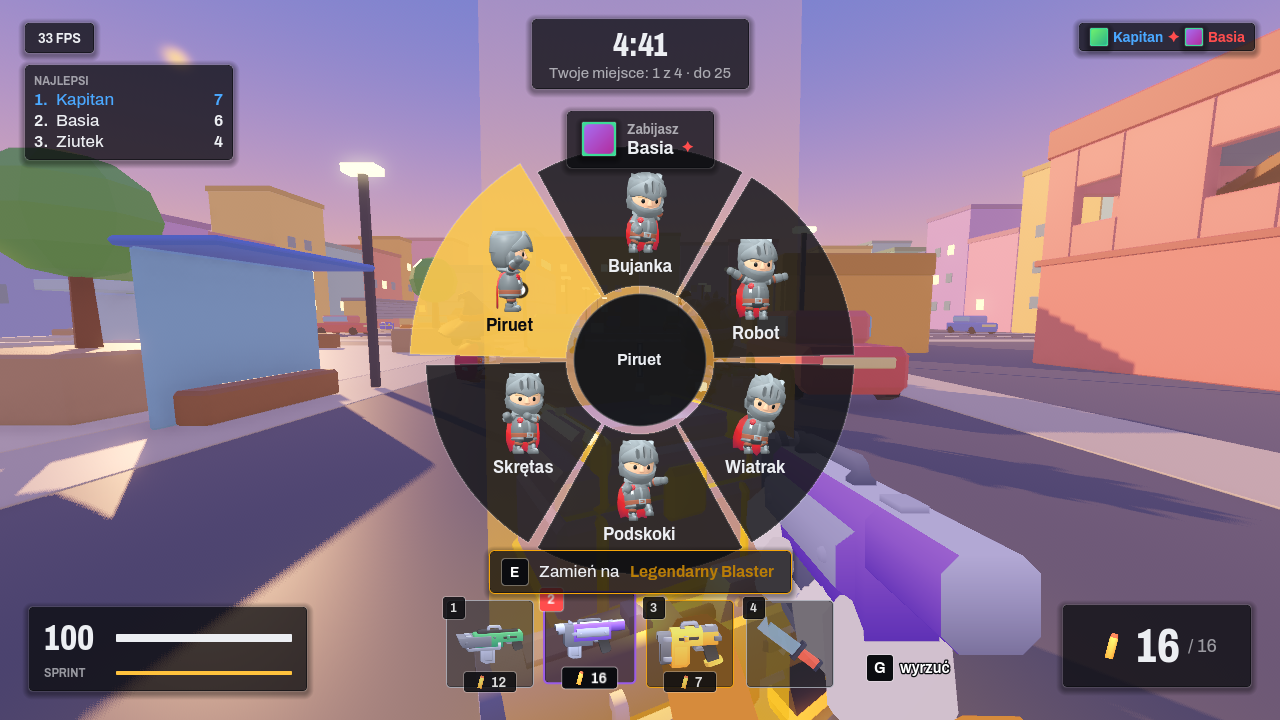 33 FPS
NAJLEPSI
1. Kapitan 7
2. Basia 6
3. Ziutek 4
4:41
Twoje miejsce: 1 z 4 · do 25
Kapitan ✦ Basia
Zabijasz
Basia ✦
Bujanka
Piruet
Robot
Piruet
Skrętas
Wiatrak
Podskoki
E Zamień na Legendarny Blaster
100
SPRINT
1 2 3 4
12 16 7
G wyrzuć
16 / 16